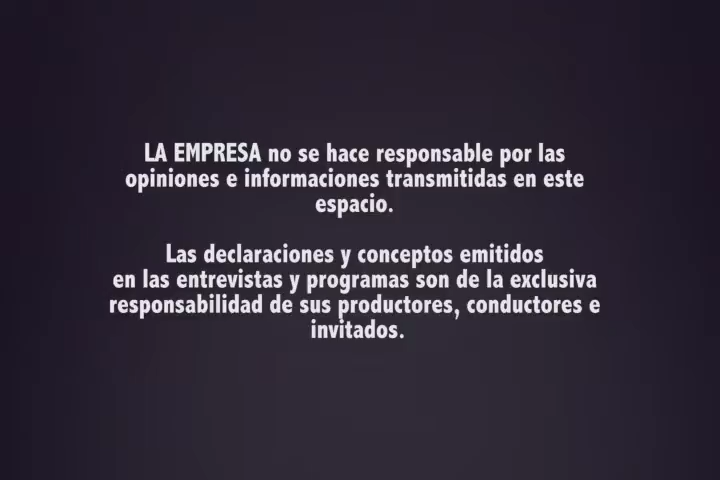 LA EMPRESA no se hace responsable por las
opiniones e informaciones transmitidas en este
espacio.
Las declaraciones y conceptos emitidos
en las entrevistas y programas son de la exclusiva
responsabilidad de sus productores, conductores e
invitados.